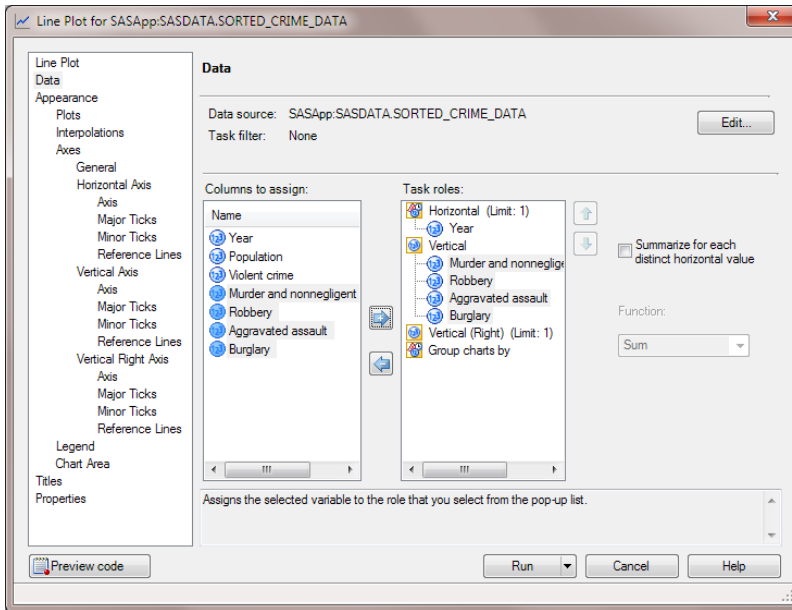 Line Plot for SASApp:SASDATA.SORTED_CRIME_DATA
Line Plot
Data
Appearance
Plots
Interpolations
Axes
General
Horizontal Axis
Axis
Major Ticks
Minor Ticks
Reference Lines
Vertical Axis
Axis
Major Ticks
Minor Ticks
Reference Lines
Vertical Right Axis
Axis
Major Ticks
Minor Ticks
Reference Lines
Legend
Chart Area
Titles
Properties
Data
Data source: SASApp:SASDATA.SORTED_CRIME_DATA
Task filter: None
Edit...
Columns to assign:
Name
Year
Population
Violent crime
Murder and nonnegligent
Robbery
Aggravated assault
Burglary
Task roles:
Horizontal (Limit: 1)
Year
Vertical
Murder and nonneglige
Robbery
Aggravated assault
Burglary
Vertical (Right) (Limit: 1)
Group charts by
Summarize for each
distinct horizontal value
Function:
Sum
Assigns the selected variable to the role that you select from the pop-up list.
Preview code
Run
Cancel
Help